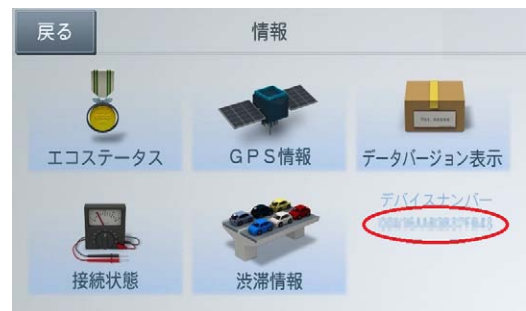 戻る
情報
エコステータス
GPS情報
データバージョン表示
デバイスナンバー
接続状態
渋滞情報